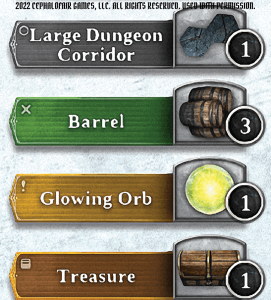 2022 CEPHALOFAIR GAMES, LLC. ALL RIGHTS RESERVED. USED WITH PERMISSION.
Large Dungeon
Corridor
1
Barrel
3
Glowing Orb
1
Treasure
1